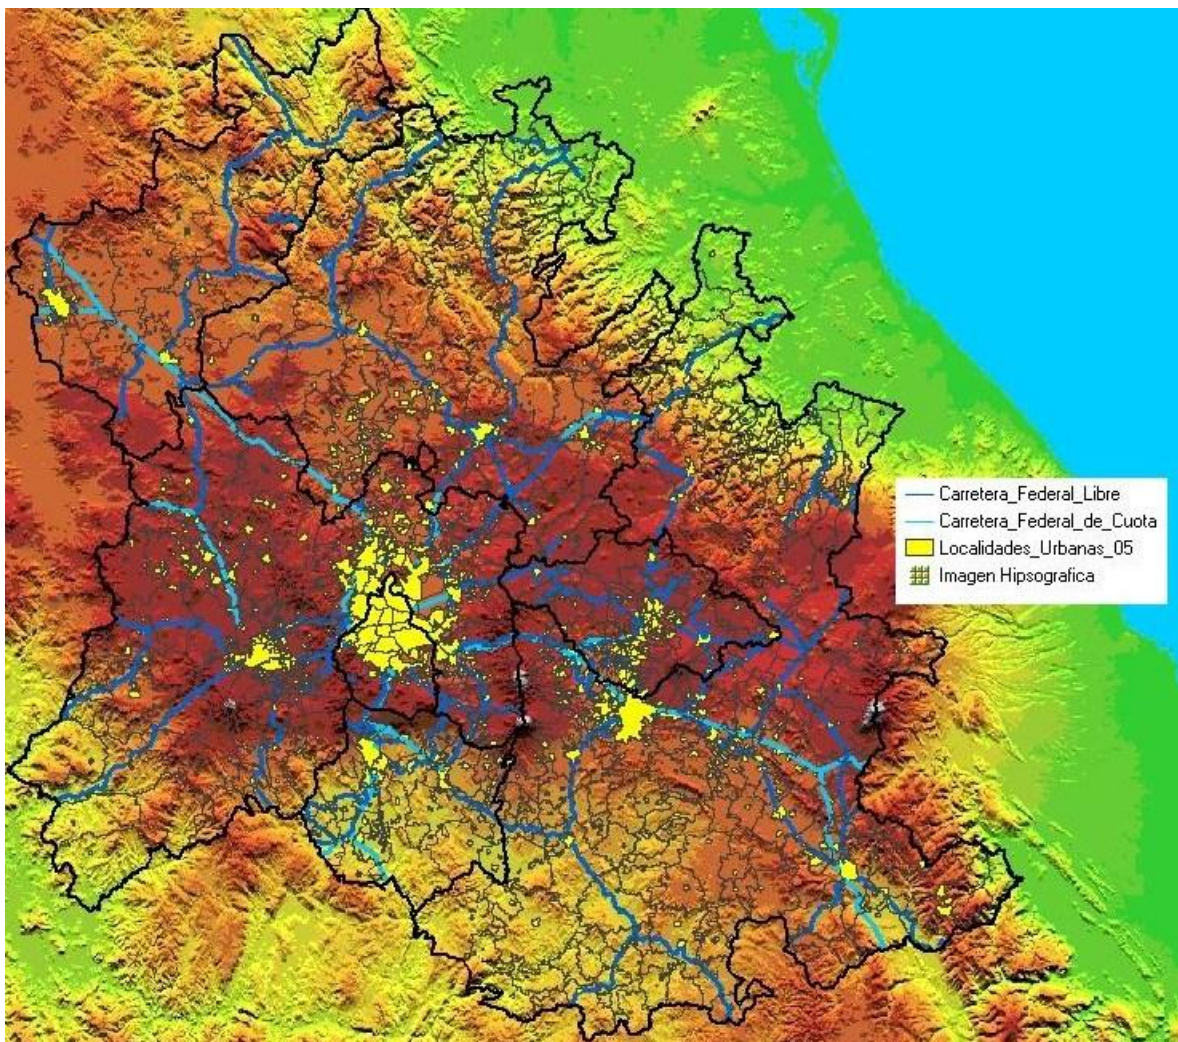 Carretera_Federal_Libre
Carretera_Federal_de_Cuota
Localidades_Urbanas_05
Imagen Hipsografica